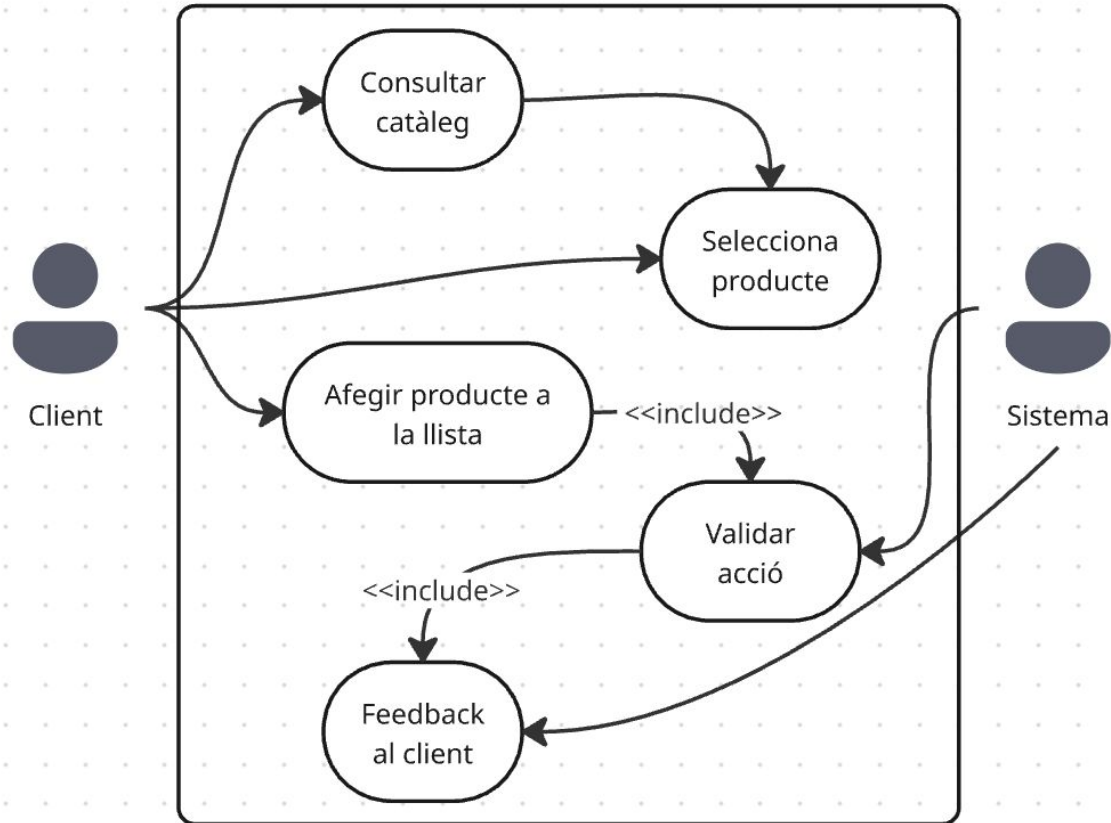 Consultar
catàleg
Selecciona
producte
Client
Sistema
Afegir producte a
la llista
<<include>>
Validar
acció
<<include>>
Feedback
al client